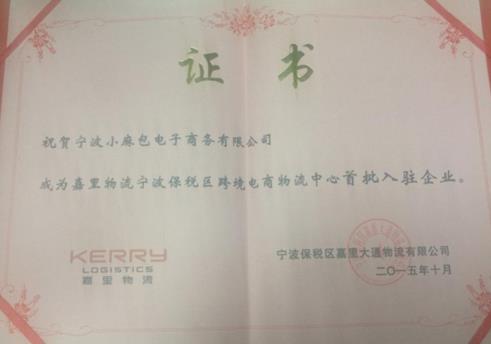 证书
祝贺宁波小麻包电子商务有限公司
成为嘉里物流宁波保税区跨境电商物流中心首批入驻企业。
KERRY
LOGISTICS
嘉里物流
宁波保税区嘉里大通物流有限公司
二〇一五年十月